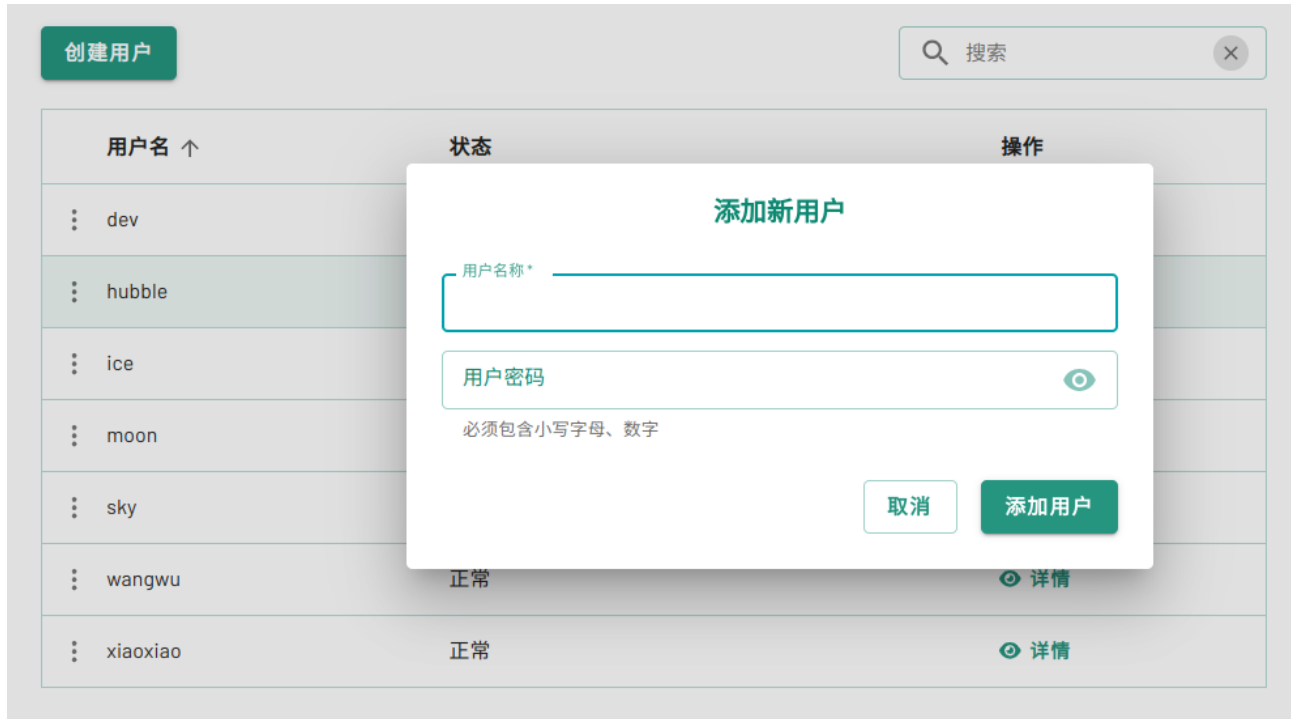 创建用户
搜索
用户名 状态 操作
添加新用户
dev
用户名称 *
hubble
ice
用户密码
必须包含小写字母、数字
moon
sky
取消 添加用户
wangwu 正常 详情
xiaoxiao 正常 详情